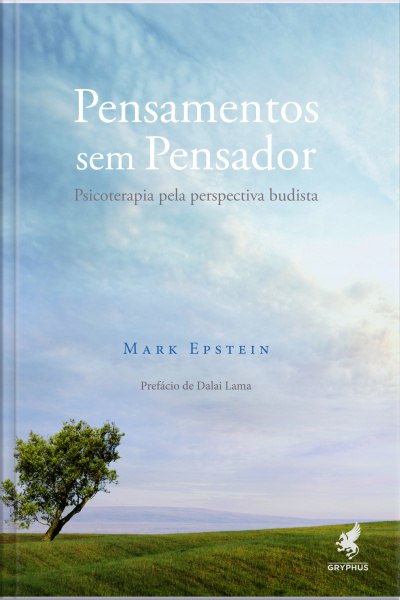 Pensamentos
sem Pensador
Psicoterapia pela perspectiva budista
Mark Epstein
Prefácio de Dalai Lama
GRYPHUS